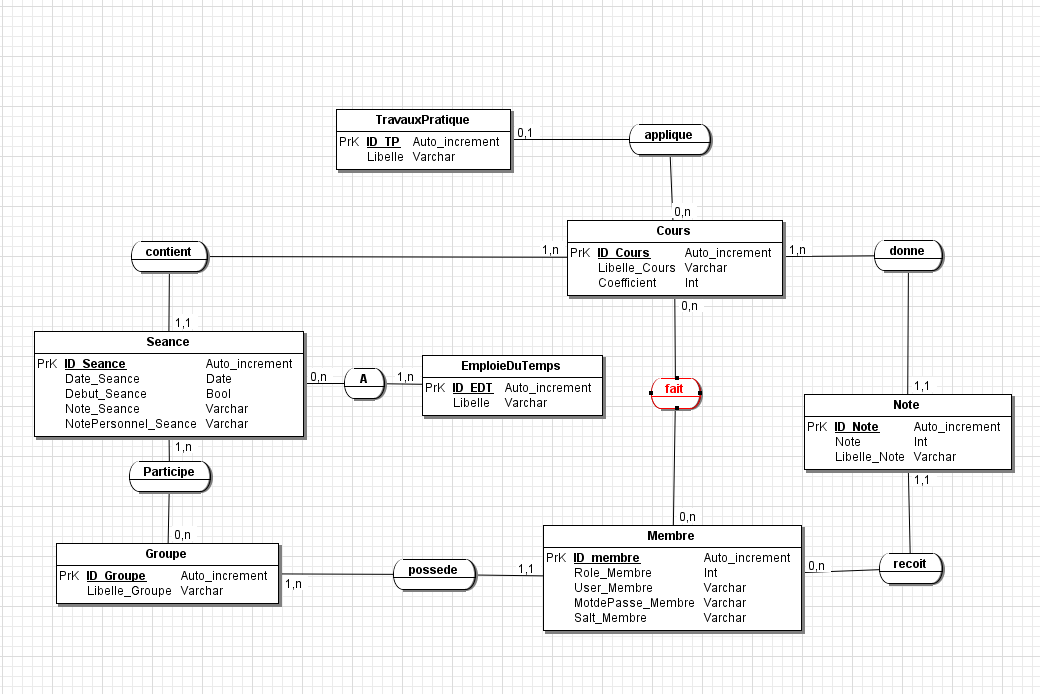 TravauxPratique
PrK ID_TP Auto_increment
Libelle Varchar
0,1
applique
0,n
Cours
PrK ID_Cours Auto_increment
Libelle_Cours Varchar
Coefficient Int
contient
1,n
1,n
donne
1,1
0,n
Seance
PrK ID_Seance Auto_increment
Date_Seance Date
Debut_Seance Bool
Note_Seance Varchar
NotePersonnel_Seance Varchar
0,n
A
1,n
EmploieDuTemps
PrK ID_EDT Auto_increment
Libelle Varchar
fait
1,1
Note
PrK ID_Note Auto_increment
Note Int
Libelle_Note Varchar
1,n
Participe
1,1
0,n
0,n
Groupe
PrK ID_Groupe Auto_increment
Libelle_Groupe Varchar
1,n
possede
1,1
Membre
PrK ID_membre Auto_increment
Role_Membre Int
User_Membre Varchar
MotdePasse_Membre Varchar
Salt_Membre Varchar
0,n
recoit